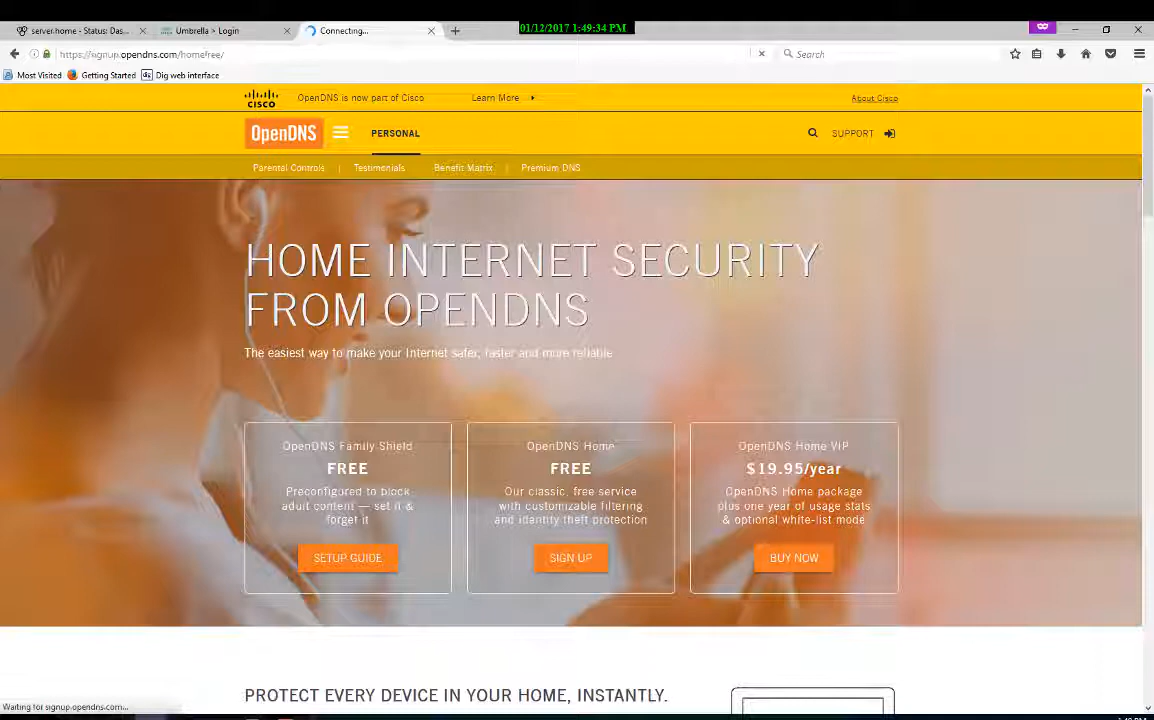 01/12/2017 1:49:34 PM
server.home - Status: Das...
Umbrella > Login
Connecting...
https://signup.opendns.com/homefree/
Search
Most Visited
Getting Started
Dig web interface
CISCO
OpenDNS is now part of Cisco
Learn More
About Cisco
OpenDNS
PERSONAL
SUPPORT
Parental Controls | Testimonials | Benefit Matrix | Premium DNS
HOME INTERNET SECURITY
FROM OPENDNS
The easiest way to make your Internet safer, faster and more reliable
OpenDNS Family Shield
FREE
Preconfigured to block
adult content — set it &
forget it
SETUP GUIDE
OpenDNS Home
FREE
Our classic, free service
with customizable filtering
and identity theft protection
SIGN UP
OpenDNS Home VIP
$19.95/year
OpenDNS Home package
plus one year of usage stats
& optional white-list mode
BUY NOW
PROTECT EVERY DEVICE IN YOUR HOME, INSTANTLY.
Waiting for signup.opendns.com...